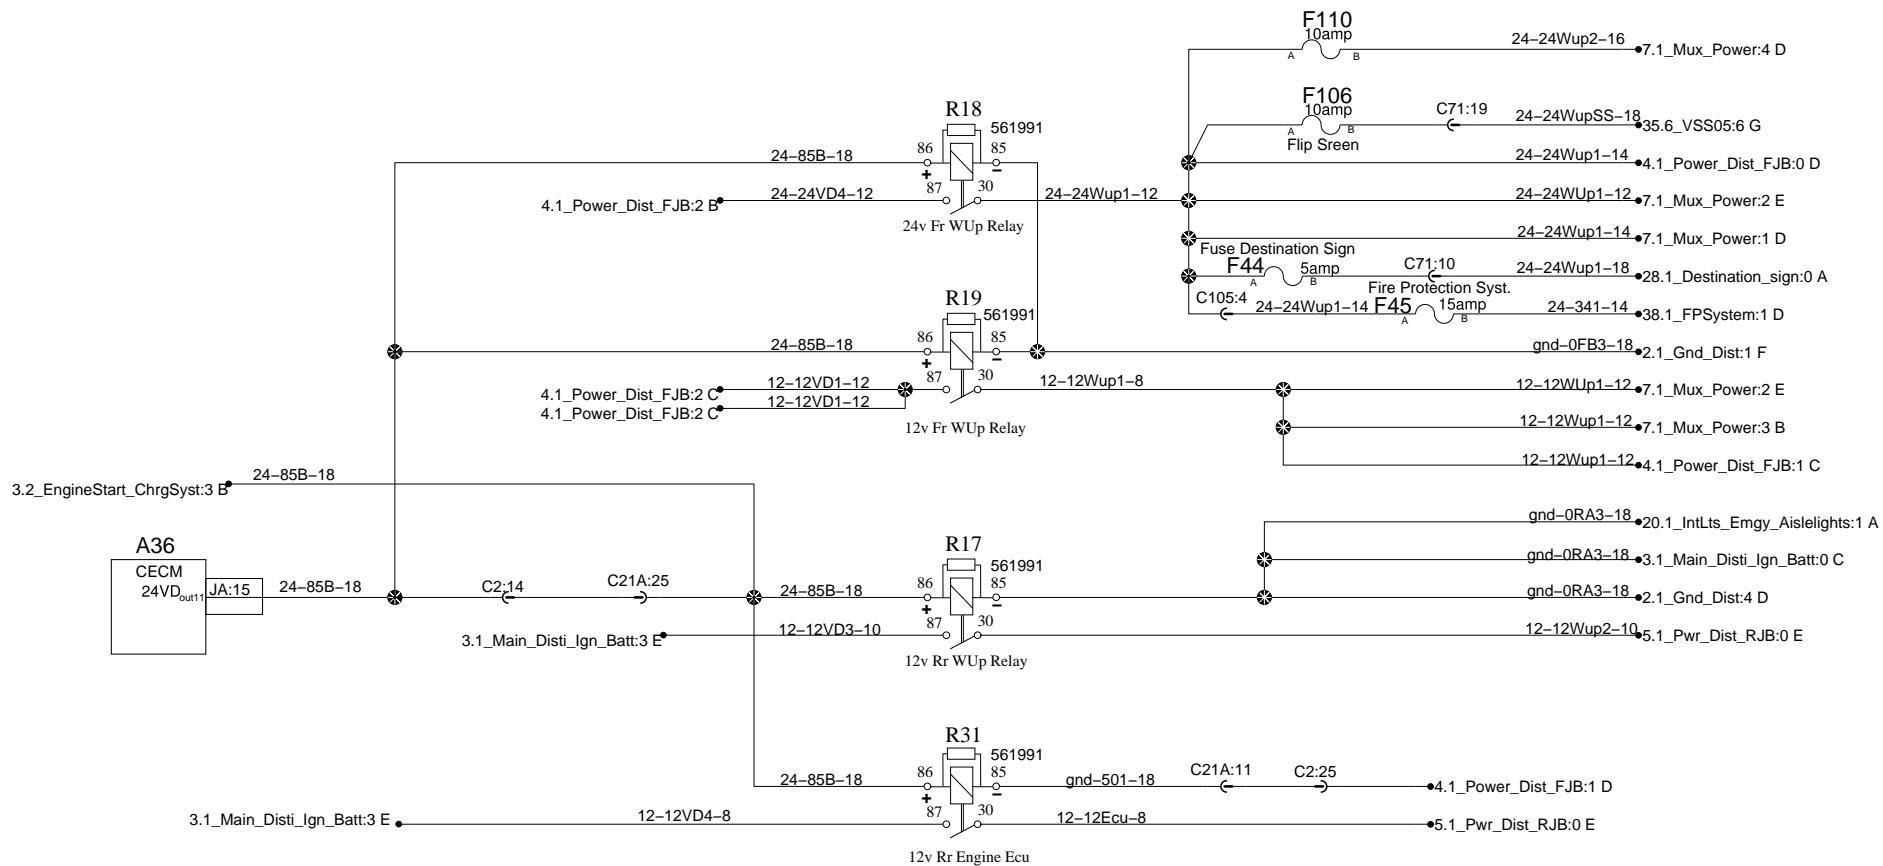 F110
10amp
A
B
24–24Wup2–16
7.1_Mux_Power:4 D
F106
10amp
A
B
Flip Sreen
C71:19
24–24WupSS–18
35.6_VSS05:6 G
R18
561991
24–85B–18
86
85
+
–
24–24Wup1–14
4.1_Power_Dist_FJB:0 D
4.1_Power_Dist_FJB:2 B
24–24VD4–12
87
30
24–24Wup1–12
24v Fr WUp Relay
24–24WUp1–12
7.1_Mux_Power:2 E
24–24Wup1–14
7.1_Mux_Power:1 D
Fuse Destination Sign
F44
5amp
A
B
C71:10
24–24Wup1–18
28.1_Destination_sign:0 A
Fire Protection Syst.
C105:4
24–24Wup1–14
F45
15amp
A
B
24–341–14
38.1_FPSystem:1 D
R19
561991
24–85B–18
86
85
+
–
gnd–0FB3–18
2.1_Gnd_Dist:1 F
4.1_Power_Dist_FJB:2 C
12–12VD1–12
4.1_Power_Dist_FJB:2 C
12–12VD1–12
87
30
12–12Wup1–8
12v Fr WUp Relay
12–12WUp1–12
7.1_Mux_Power:2 E
12–12Wup1–12
7.1_Mux_Power:3 B
12–12Wup1–12
4.1_Power_Dist_FJB:1 C
3.2_EngineStart_ChrgSyst:3 B
24–85B–18
A36
CECM
24VDout11
JA:15
24–85B–18
C2:14
C21A:25
24–85B–18
R17
561991
86
85
+
–
gnd–0RA3–18
20.1_IntLts_Emgy_Aislelights:1 A
gnd–0RA3–18
3.1_Main_Disti_Ign_Batt:0 C
gnd–0RA3–18
2.1_Gnd_Dist:4 D
3.1_Main_Disti_Ign_Batt:3 E
12–12VD3–10
87
30
12–12Wup2–10
5.1_Pwr_Dist_RJB:0 E
12v Rr WUp Relay
R31
561991
24–85B–18
86
85
+
–
gnd–501–18
C21A:11
C2:25
4.1_Power_Dist_FJB:1 D
3.1_Main_Disti_Ign_Batt:3 E
12–12VD4–8
87
30
12–12Ecu–8
5.1_Pwr_Dist_RJB:0 E
12v Rr Engine Ecu